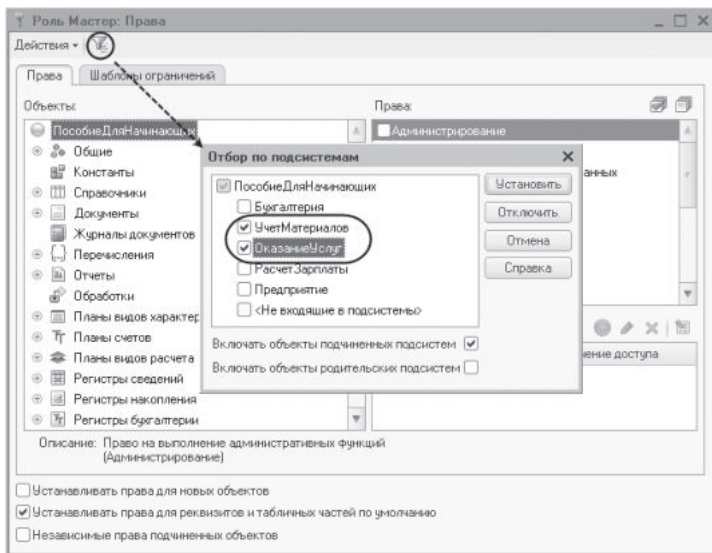 Роль Мастер: Права
Действия
Права
Шаблоны ограничений
Объекты:
Права:
ПособиеДляНачинающих
Администрирование
Общие
Константы
Справочники
Документы
Журналы документов
Перечисления
Отчеты
Обработки
Планы видов характер
Планы счетов
Планы видов расчета
Регистры сведений
Регистры накопления
Регистры бухгалтерии
Отбор по подсистемам
ПособиеДляНачинающих
Бухгалтерия
УчетМатериалов
ОказаниеУслуг
РасчетЗарплаты
Предприятие
<Не входящие в подсистемы>
Установить
Отключить
Отмена
Справка
Включать объекты подчиненных подсистем
Включать объекты родительских подсистем
анных
ение доступа
Описание: Право на выполнение административных функций
(Администрирование)
Устанавливать права для новых объектов
Устанавливать права для реквизитов и табличных частей по умолчанию
Независимые права подчиненных объектов